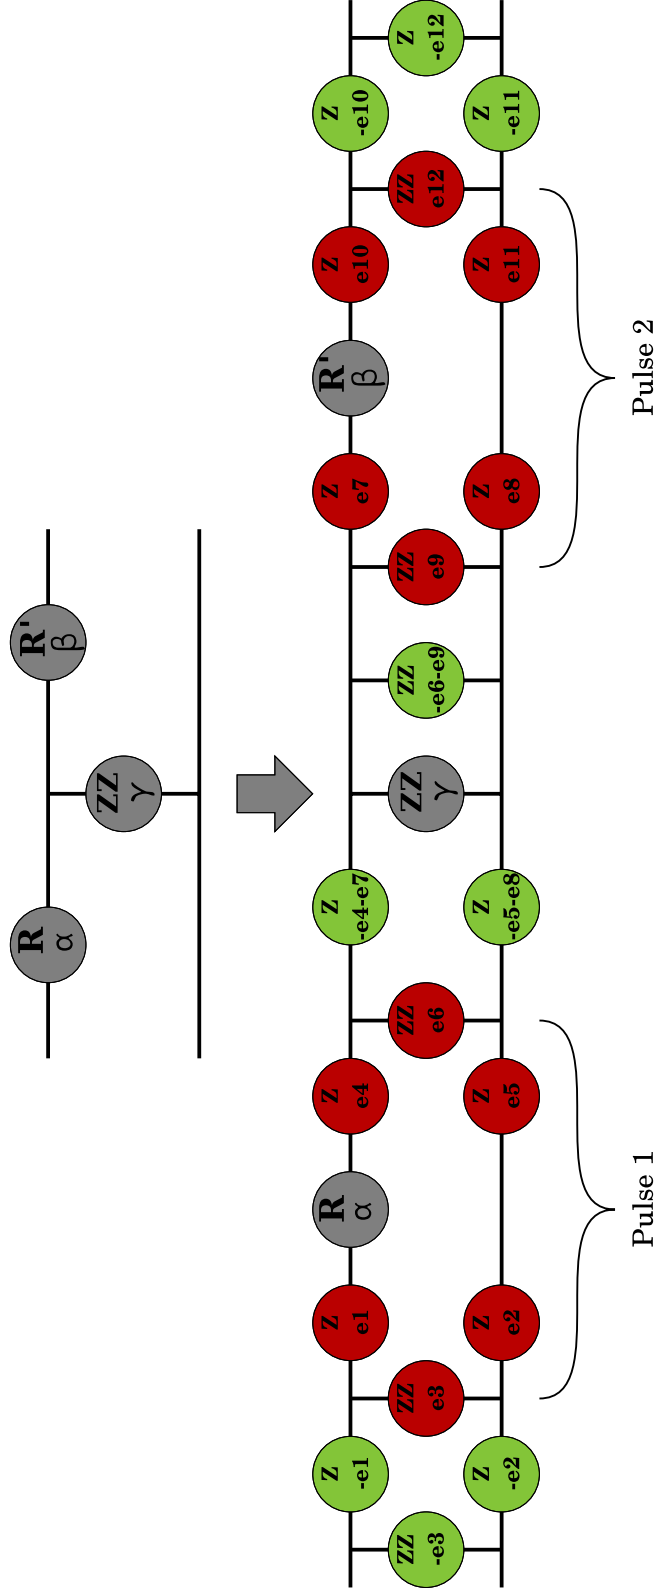 R
α
R'
β
ZZ
γ
Z
-e1
Z
e1
R
α
Z
e4
Z
-e4-e7
Z
e7
R'
β
Z
e10
Z
-e10
ZZ
-e3
ZZ
e3
ZZ
e6
ZZ
γ
ZZ
-e6-e9
ZZ
e9
ZZ
e12
Z
-e12
Z
-e2
Z
e2
Z
e5
Z
-e5-e8
Z
e8
Z
e11
Z
-e11
Pulse 1
Pulse 2